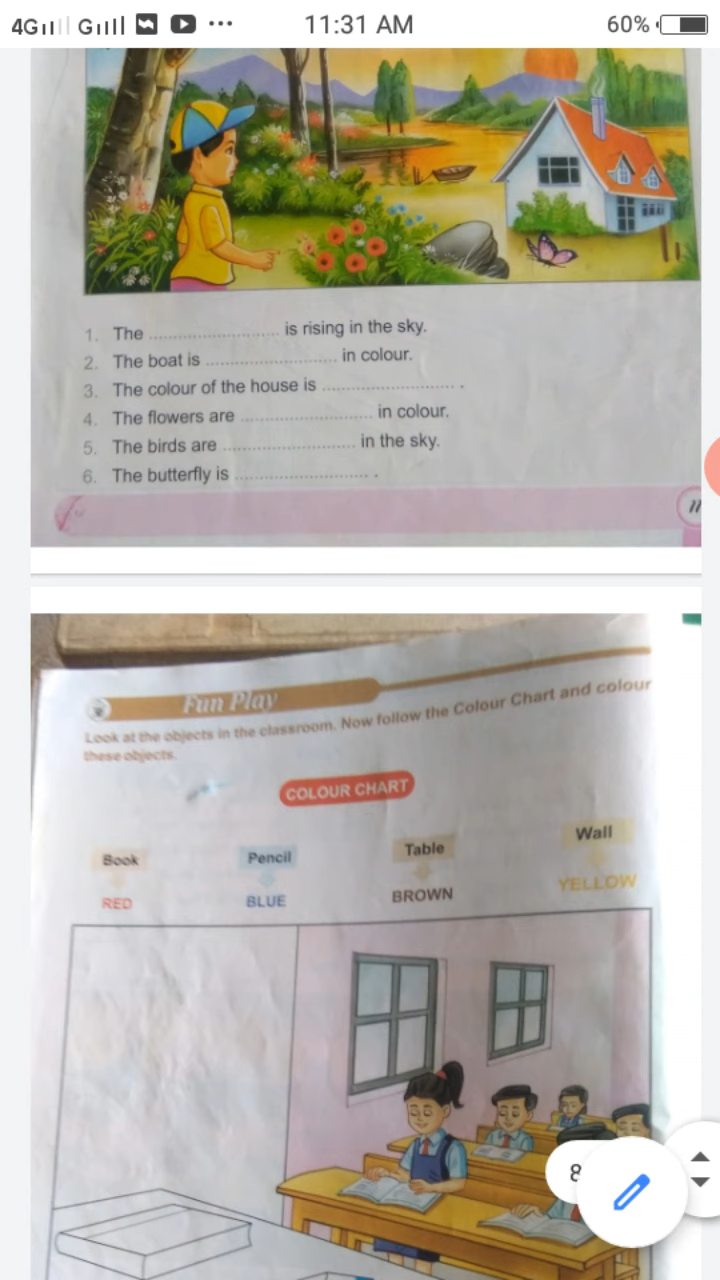 4G G ... 11:31 AM 60%
1. The ........................ is rising in the sky.
2. The boat is ........................ in colour.
3. The colour of the house is ........................ .
4. The flowers are ........................ in colour.
5. The birds are ........................ in the sky.
6. The butterfly is ........................ .
11
Fun Play
Look at the objects in the classroom. Now follow the Colour Chart and colour
these objects.
COLOUR CHART
Book Pencil Table Wall
RED BLUE BROWN YELLOW
8